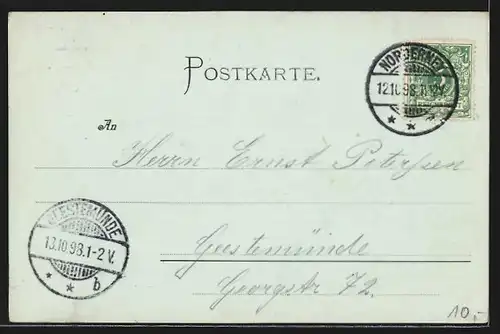 POSTKARTE.
NORDERNEY
12.10.98.11-12V.
* *
An
Herrn Ernst Petersen
GEESTEMÜNDE
13.10.98.1-2V.
* * b
Geestemünde
Georgstr 72.
10.-